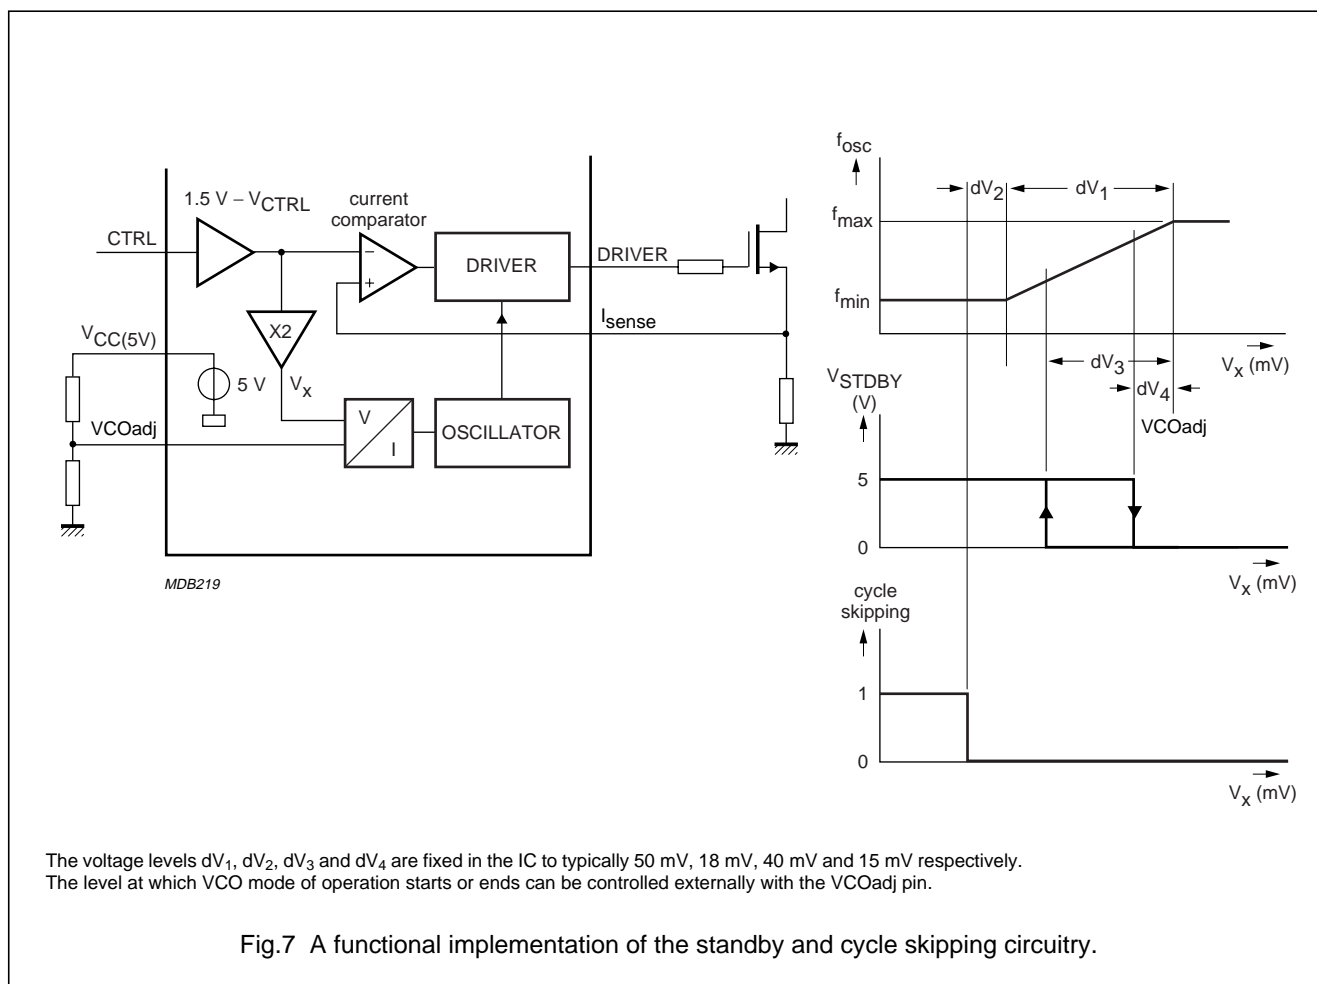 1.5 V – VCTRL
CTRL
current
comparator
−
+
DRIVER
DRIVER
Isense
X2
Vx
VCC(5V)
5 V
VCOadj
V
I
OSCILLATOR
MDB219
fosc
dV2
dV1
fmax
fmin
Vx (mV)
dV3
dV4
VCOadj
VSTDBY
(V)
5
0
Vx (mV)
cycle
skipping
1
0
Vx (mV)
The voltage levels dV1, dV2, dV3 and dV4 are fixed in the IC to typically 50 mV, 18 mV, 40 mV and 15 mV respectively.
The level at which VCO mode of operation starts or ends can be controlled externally with the VCOadj pin.
Fig.7 A functional implementation of the standby and cycle skipping circuitry.